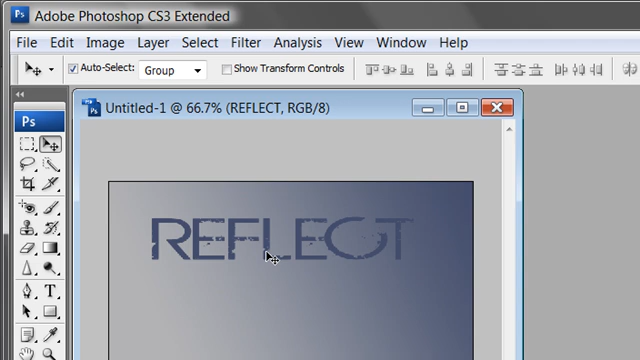 Ps Adobe Photoshop CS3 Extended
File Edit Image Layer Select Filter Analysis View Window Help
Auto-Select: Group Show Transform Controls
Untitled-1 @ 66.7% (REFLECT, RGB/8)
Ps
REFLECT
T